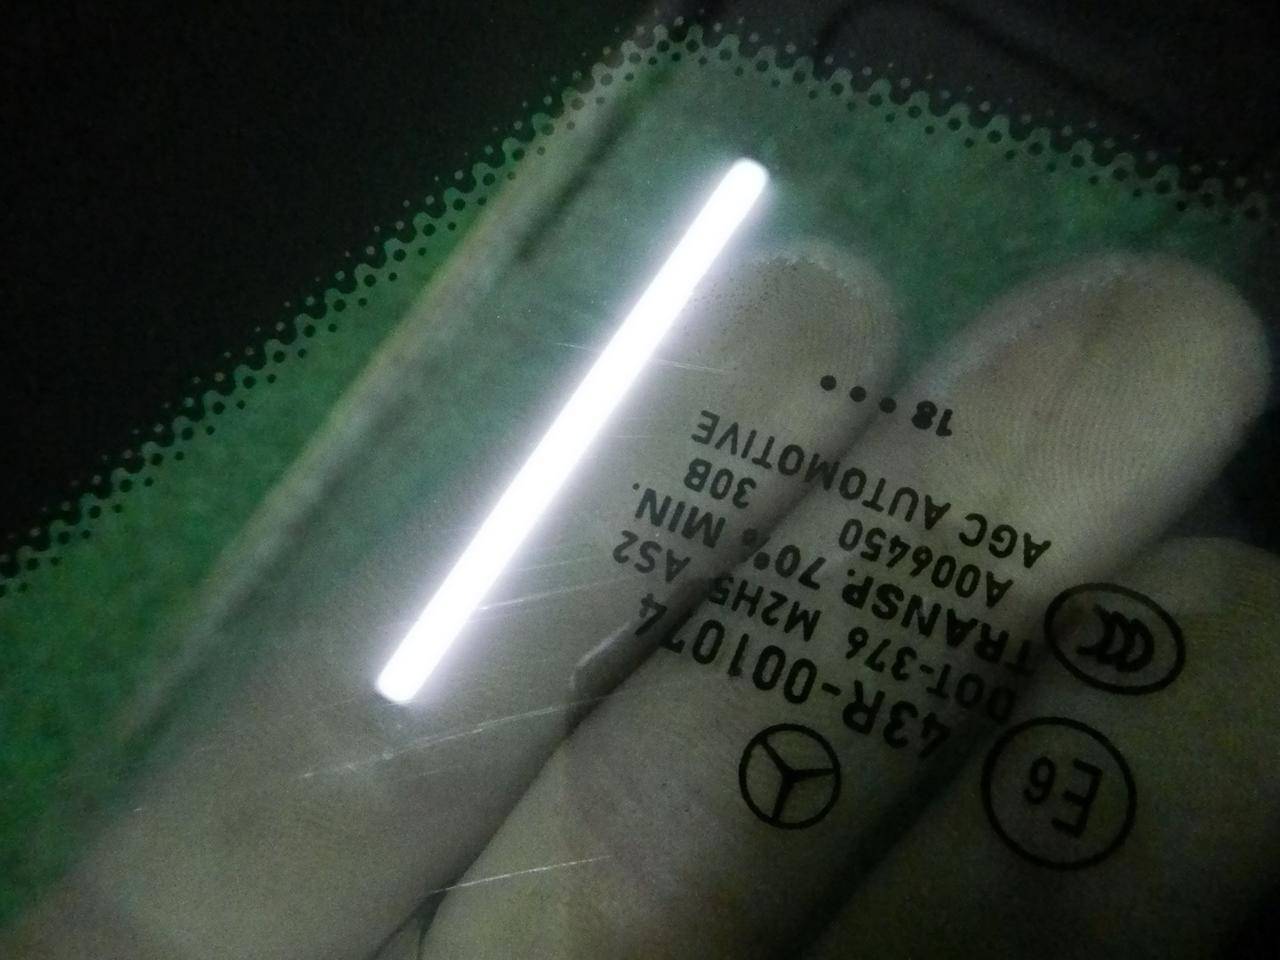 E6
43R-001074
DOT-376 M2H5 AS2
TRANSP. 70% MIN.
CCC
A006450 30B
AGC AUTOMOTIVE
18 • • •